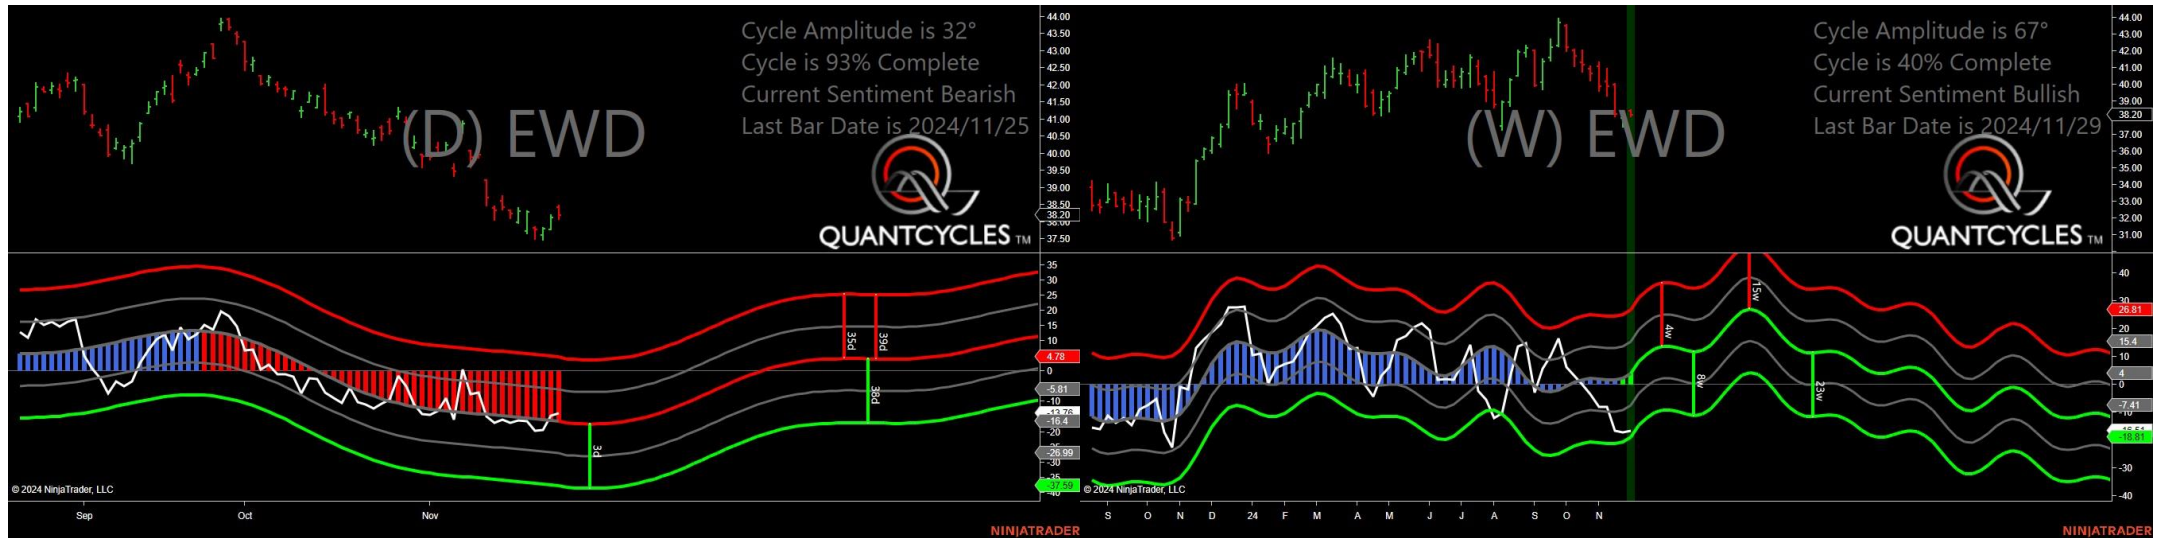 Cycle Amplitude is 32°
Cycle is 93% Complete
Current Sentiment Bearish
Last Bar Date is 2024/11/25
(D) EWD
QUANTCYCLES TM
44.00
43.50
43.00
42.50
42.00
41.50
41.00
40.50
40.00
39.50
39.00
38.50
38.20
38.00
37.50
35
30
25
20
15
10
4.78
0
-5.81
-10
-13.76
-16.4
-20
-26.99
-30
-37.59
-40
35d
39d
38d
3d
© 2024 NinjaTrader, LLC
Sep
Oct
Nov
NINJATRADER
Cycle Amplitude is 67°
Cycle is 40% Complete
Current Sentiment Bullish
Last Bar Date is 2024/11/29
(W) EWD
QUANTCYCLES TM
44.00
43.00
42.00
41.00
40.00
39.00
38.20
37.00
36.00
35.00
34.00
33.00
32.00
31.00
40
30
26.81
20
15.4
10
4
0
-7.41
-18.81
-30
-40
4w
15w
8w
23w
© 2024 NinjaTrader, LLC
S
O
N
D
24
F
M
A
M
J
J
A
S
O
N
NINJATRADER